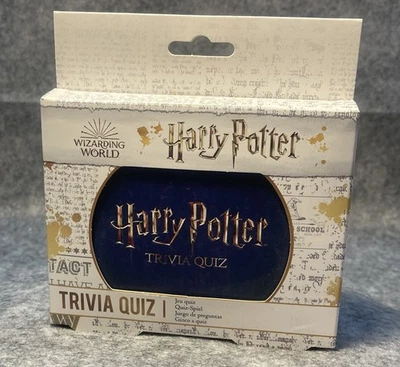 WIZARDING
WORLD
Harry Potter
SCHOOL
Harry Potter
TRIVIA QUIZ
TACT
TRIVIA QUIZ
Jeu quiz
Quiz-Spiel
Juego de preguntas
Gioco a quiz